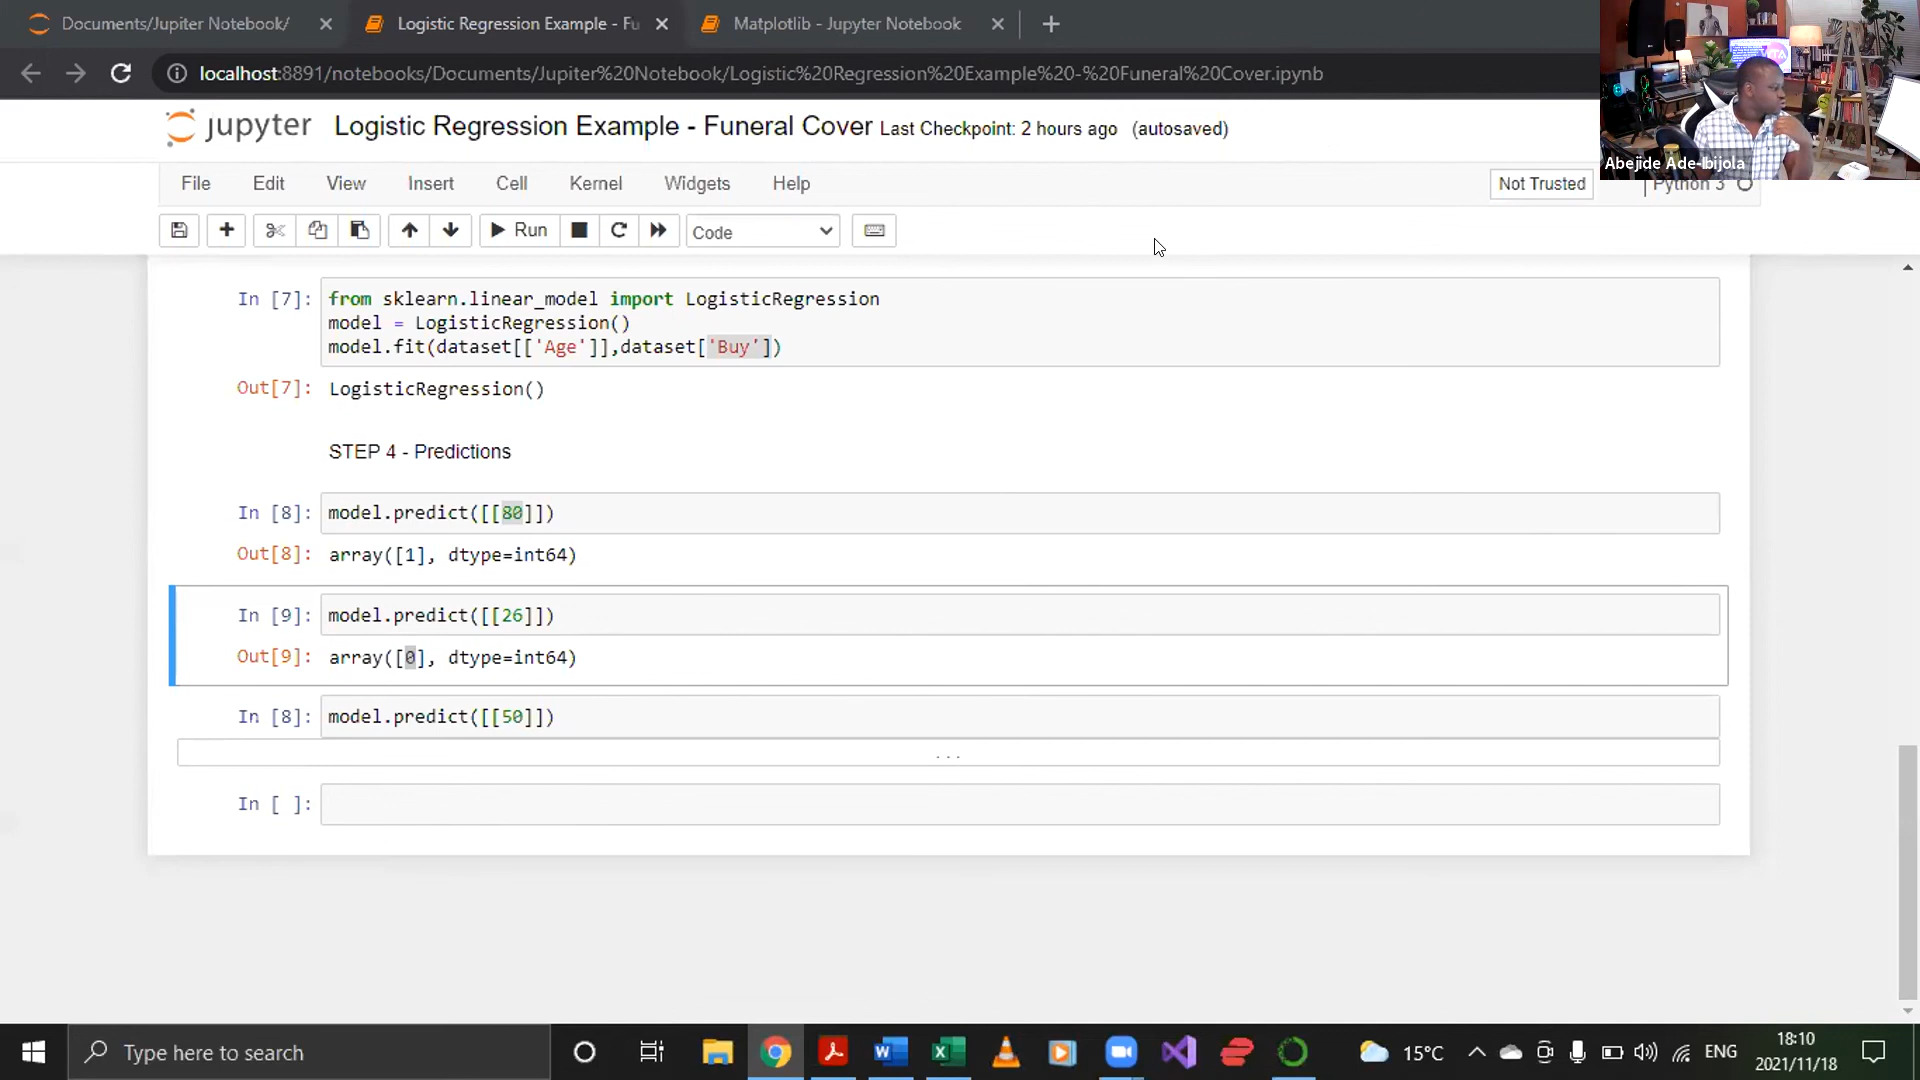 Documents/Jupiter Notebook/
Logistic Regression Example - Fu
Matplotlib - Jupyter Notebook
localhost:8891/notebooks/Documents/Jupiter%20Notebook/Logistic%20Regression%20Example%20-%20Funeral%20Cover.ipynb
jupyter Logistic Regression Example - Funeral Cover Last Checkpoint: 2 hours ago (autosaved)
Abejide Ade-Ibijola
File Edit View Insert Cell Kernel Widgets Help Not Trusted Python 3
Run Code
In [7]: from sklearn.linear_model import LogisticRegression
model = LogisticRegression()
model.fit(dataset[['Age']],dataset['Buy'])
Out[7]: LogisticRegression()
STEP 4 - Predictions
In [8]: model.predict([[80]])
Out[8]: array([1], dtype=int64)
In [9]: model.predict([[26]])
Out[9]: array([0], dtype=int64)
In [8]: model.predict([[50]])
...
In [ ]:
Type here to search
15°C
ENG
18:10
2021/11/18